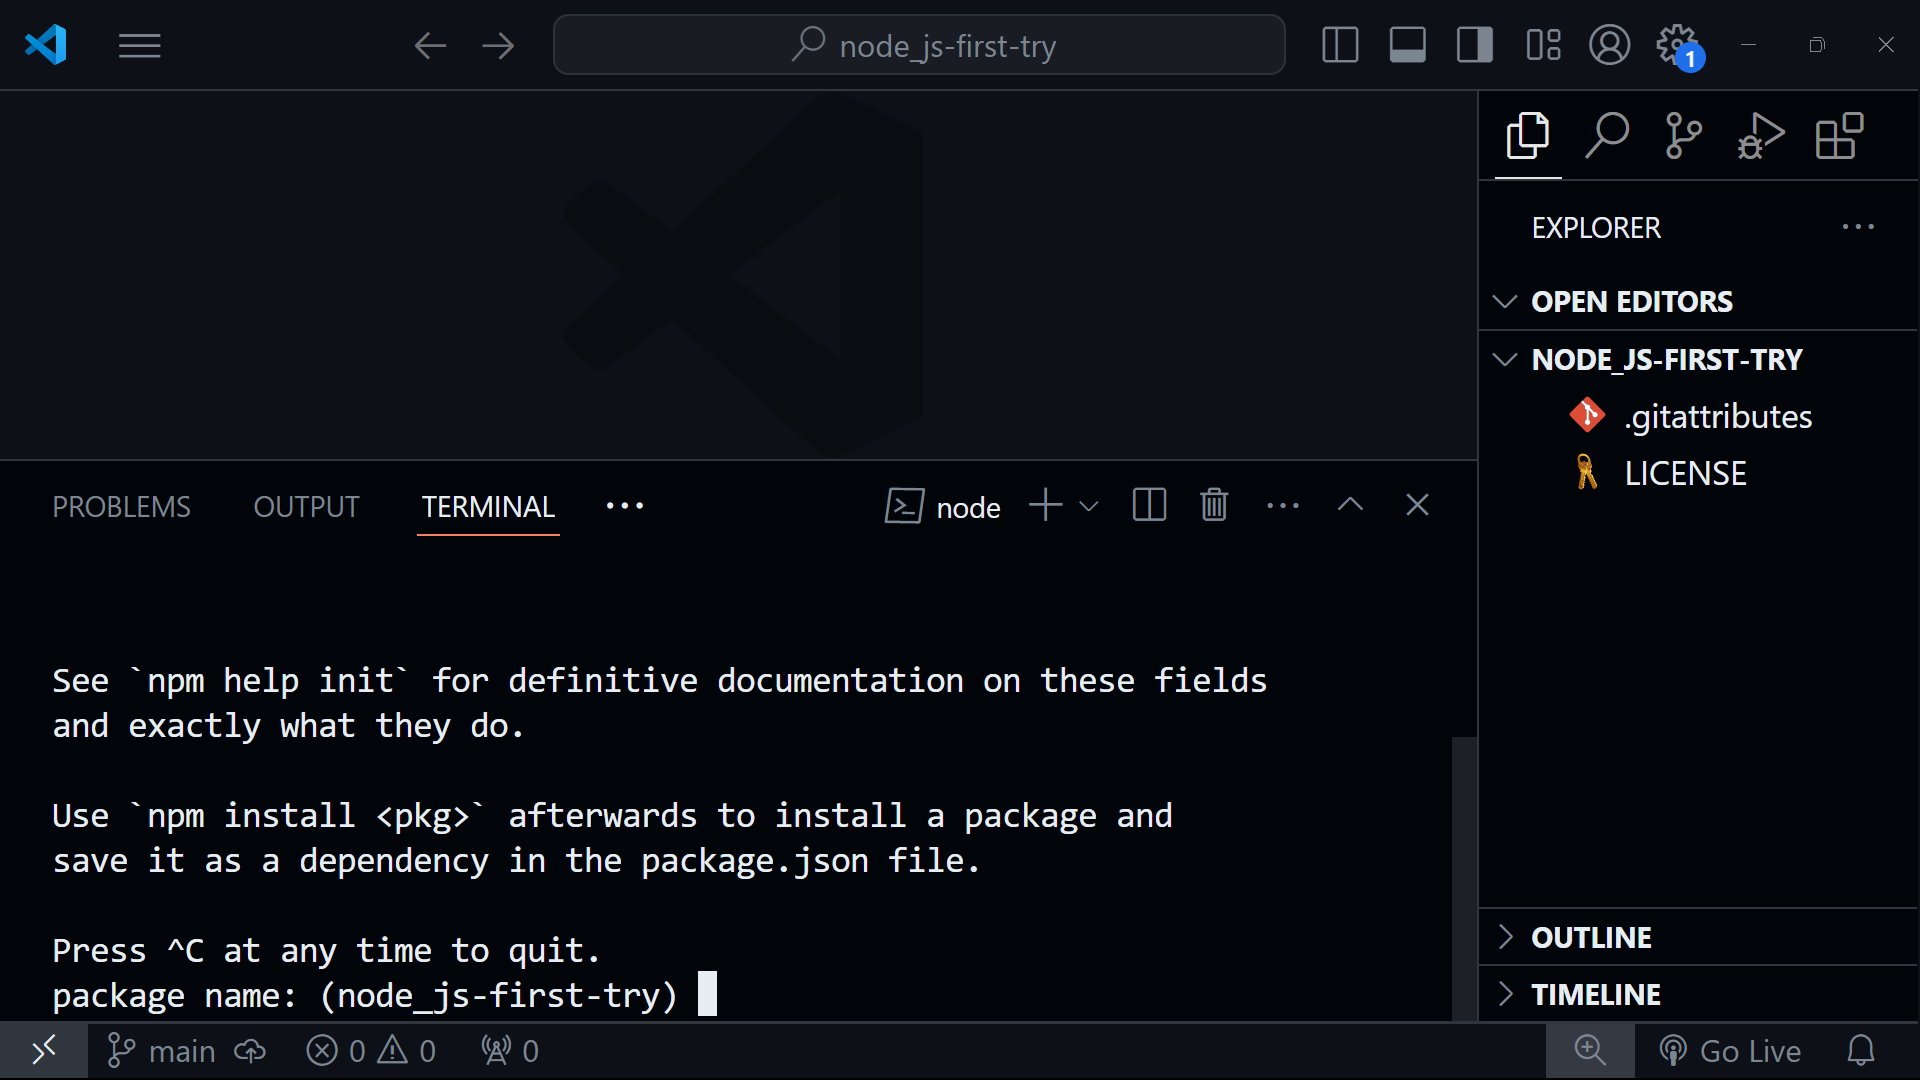 node_js-first-try
1
EXPLORER
OPEN EDITORS
NODE_JS-FIRST-TRY
.gitattributes
LICENSE
OUTLINE
TIMELINE
PROBLEMS OUTPUT TERMINAL
node
See `npm help init` for definitive documentation on these fields
and exactly what they do.
Use `npm install <pkg>` afterwards to install a package and
save it as a dependency in the package.json file.
Press ^C at any time to quit.
package name: (node_js-first-try)
main 0 0 0 Go Live